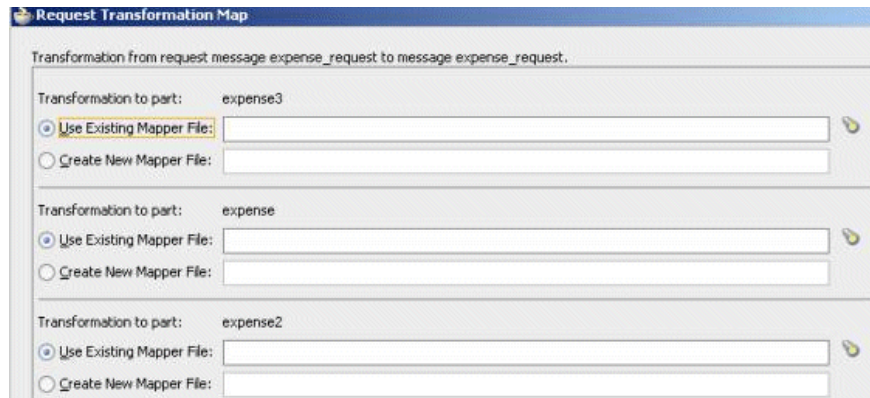 Request Transformation Map
Transformation from request message expense_request to message expense_request.
Transformation to part: expense3
Use Existing Mapper File:
Create New Mapper File:
Transformation to part: expense
Use Existing Mapper File:
Create New Mapper File:
Transformation to part: expense2
Use Existing Mapper File:
Create New Mapper File: